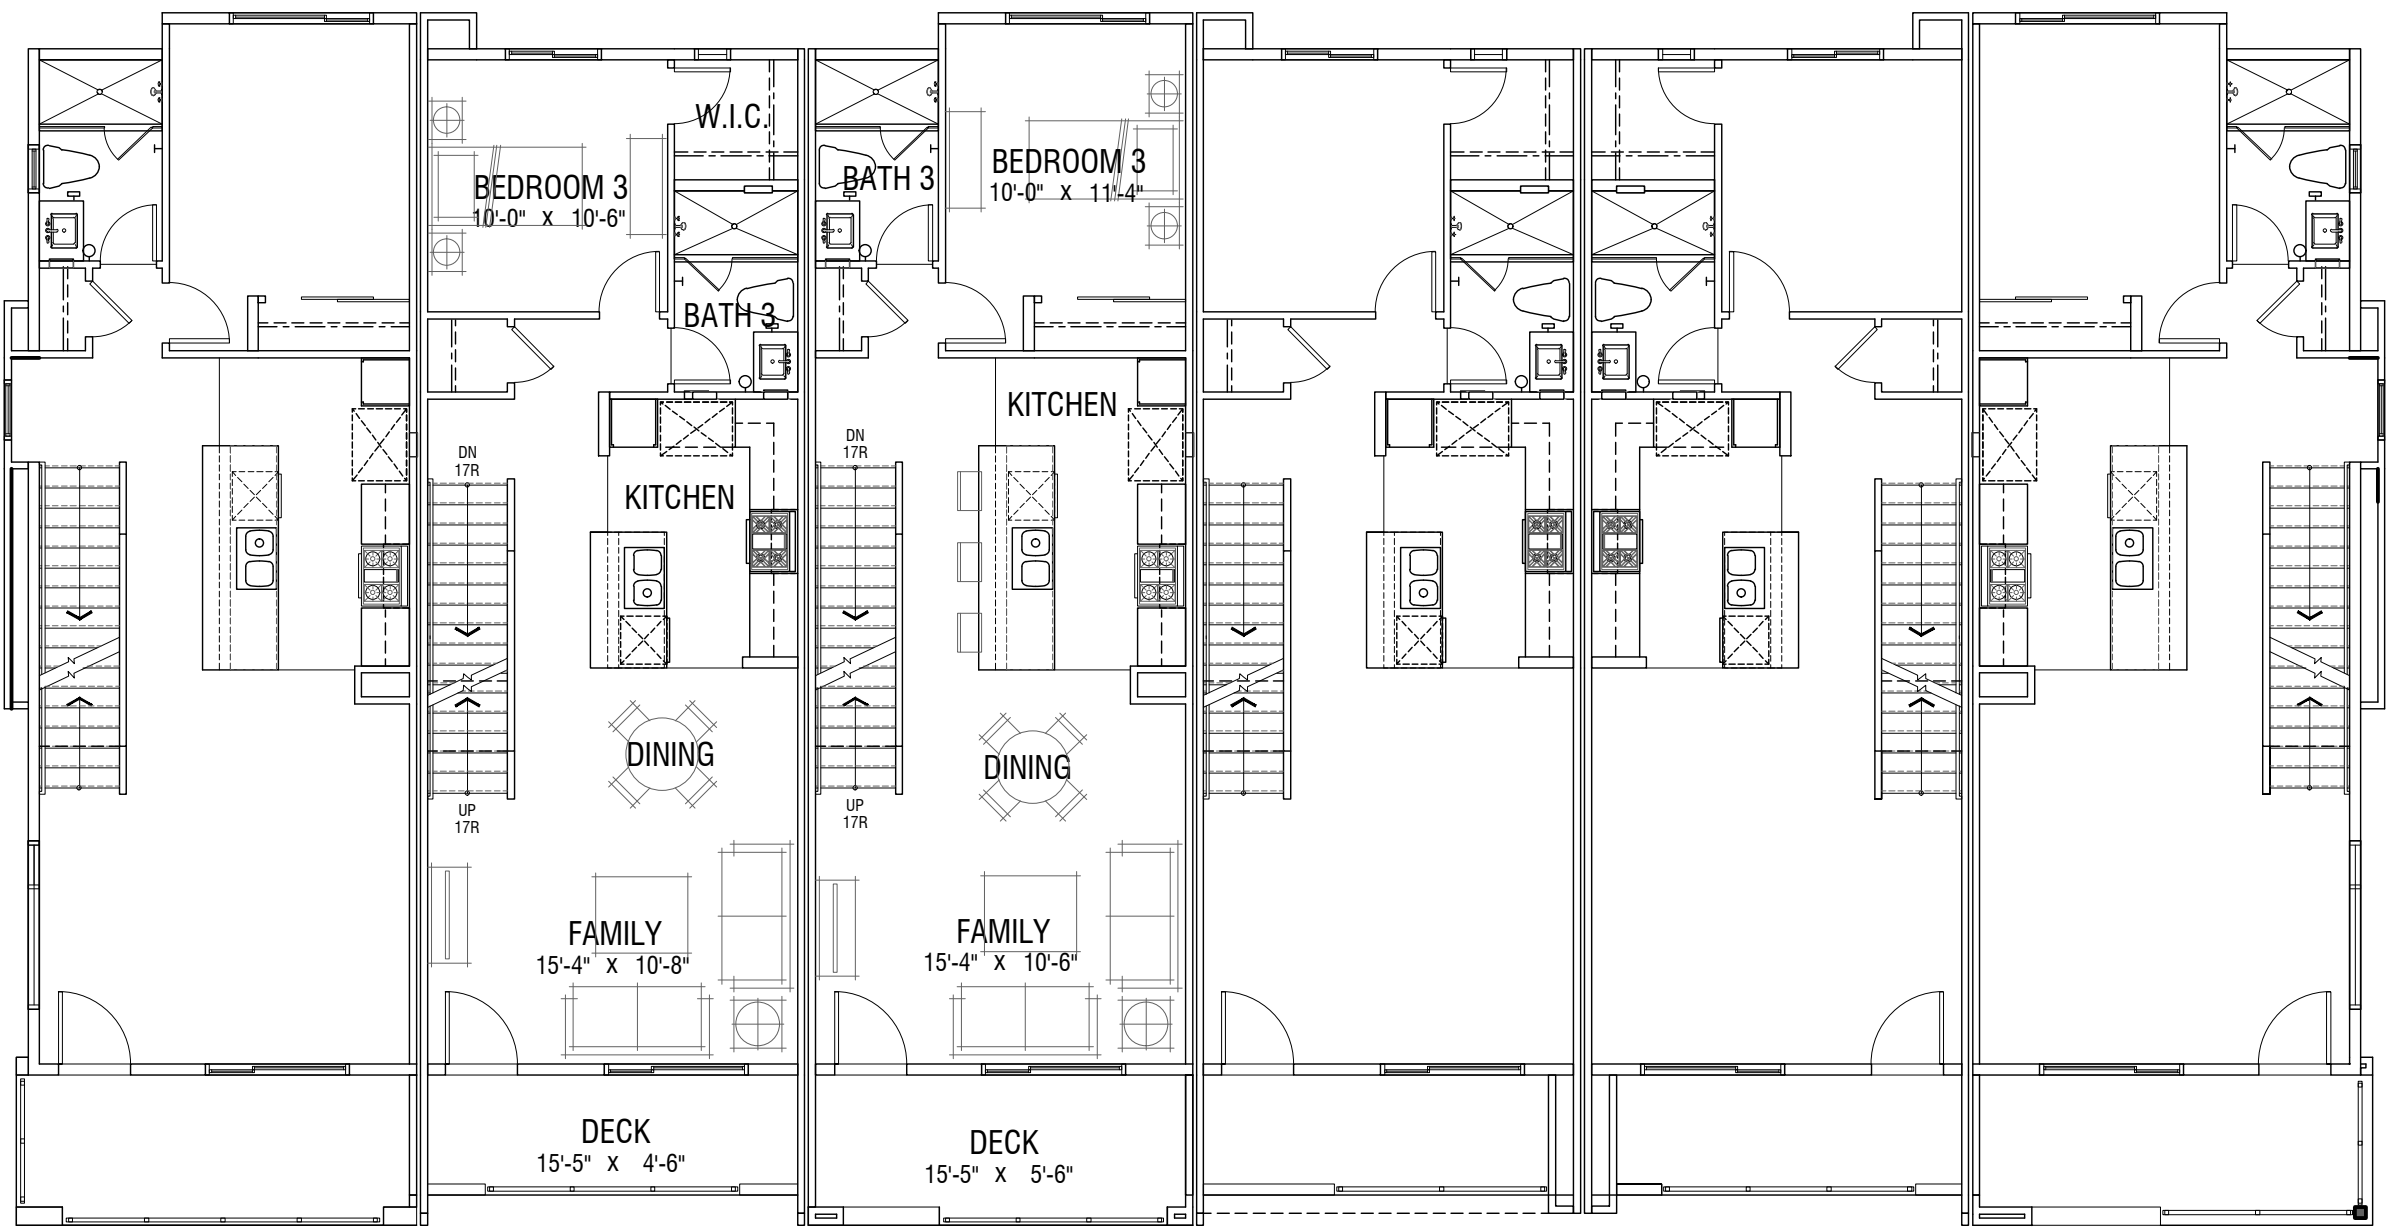 W.I.C.
BEDROOM 3
10'-0" X 10'-6"
BATH 3
DN
17R
KITCHEN
DINING
UP
17R
FAMILY
15'-4" X 10'-8"
DECK
15'-5" X 4'-6"
BATH 3
BEDROOM 3
10'-0" X 11'-4"
KITCHEN
DN
17R
DINING
UP
17R
FAMILY
15'-4" X 10'-6"
DECK
15'-5" X 5'-6"